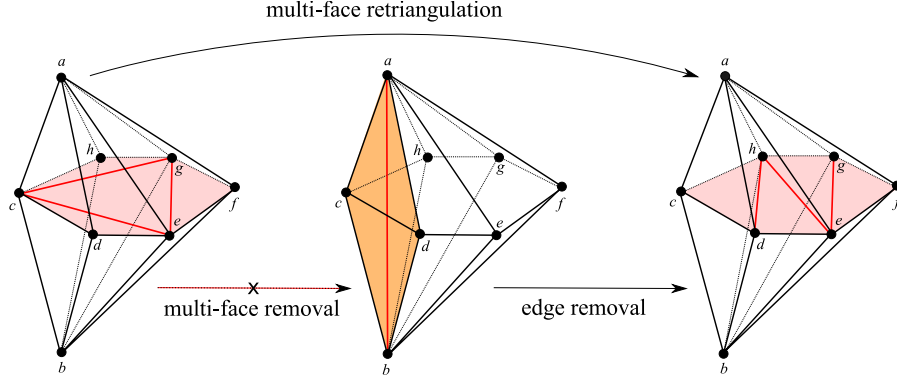 multi-face retriangulation
a
a
a
h
g
h
g
h
g
c
f
c
f
c
f
d
e
d
e
d
e
multi-face removal
x
edge removal
b
b
b